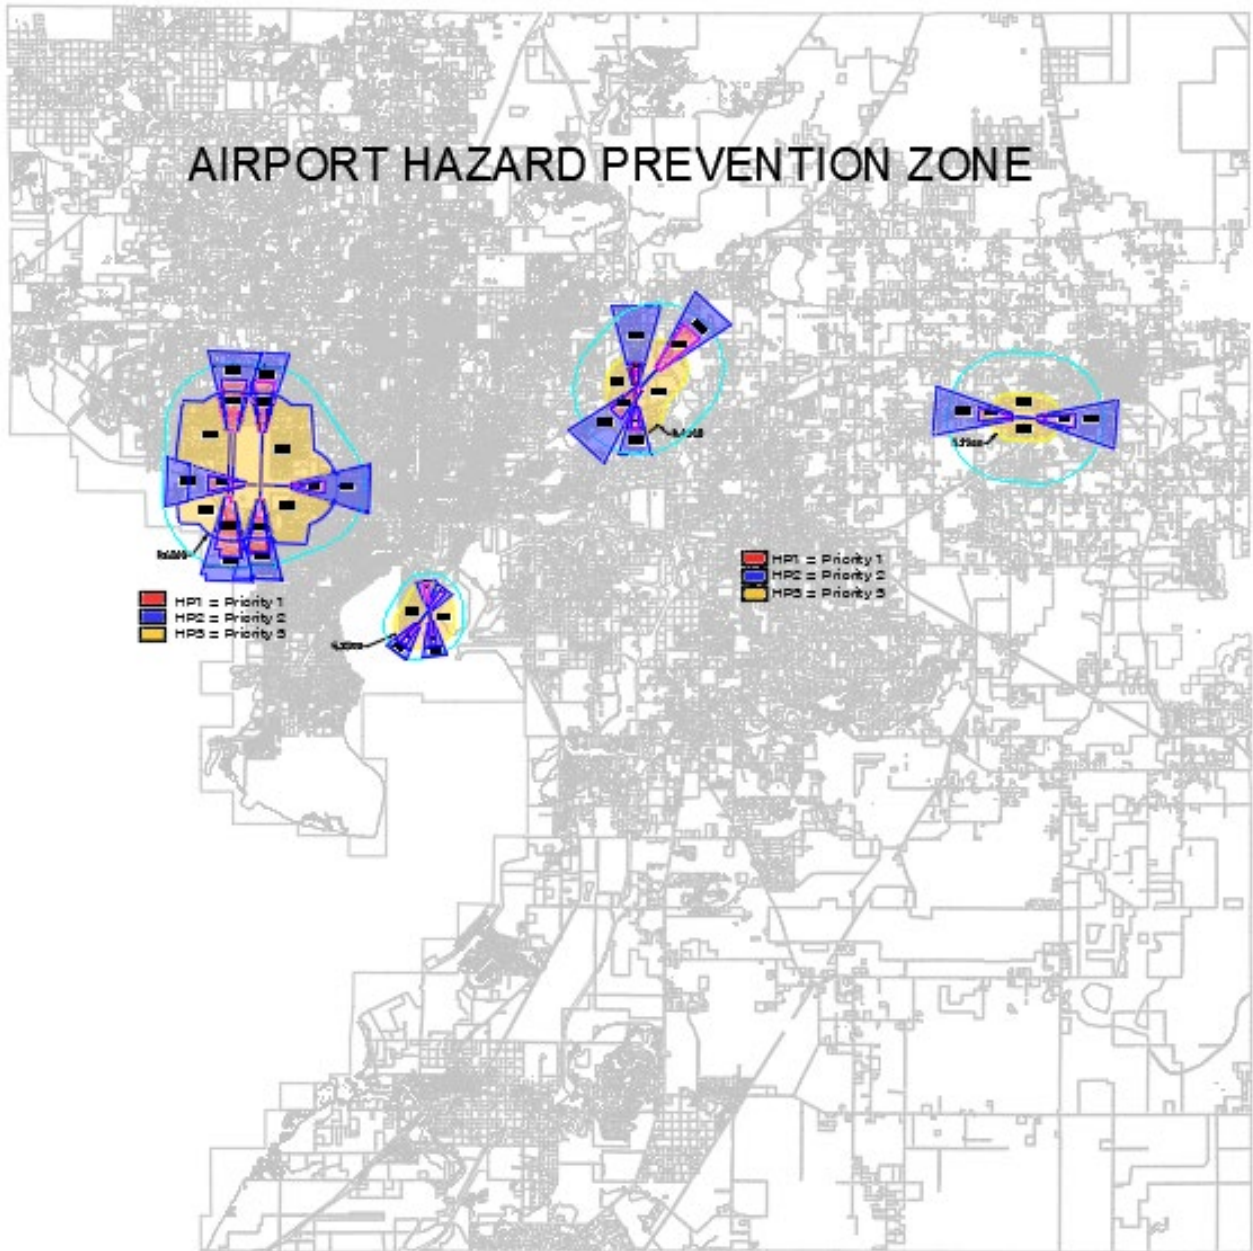 AIRPORT HAZARD PREVENTION ZONE
HP1 = Priority 1
HP2 = Priority 2
HP3 = Priority 3
HP1 = Priority 1
HP2 = Priority 2
HP3 = Priority 3